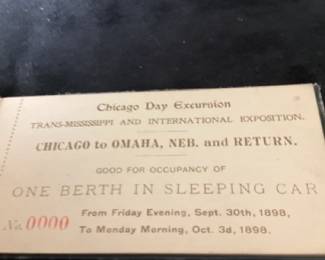 Chicago Day Excursion
TRANS-MISSISSIPPI AND INTERNATIONAL EXPOSITION.
CHICAGO to OMAHA, NEB. and RETURN.
GOOD FOR OCCUPANCY OF
ONE BERTH IN SLEEPING CAR
No. 0000
From Friday Evening, Sept. 30th, 1898,
To Monday Morning, Oct. 3d, 1898.